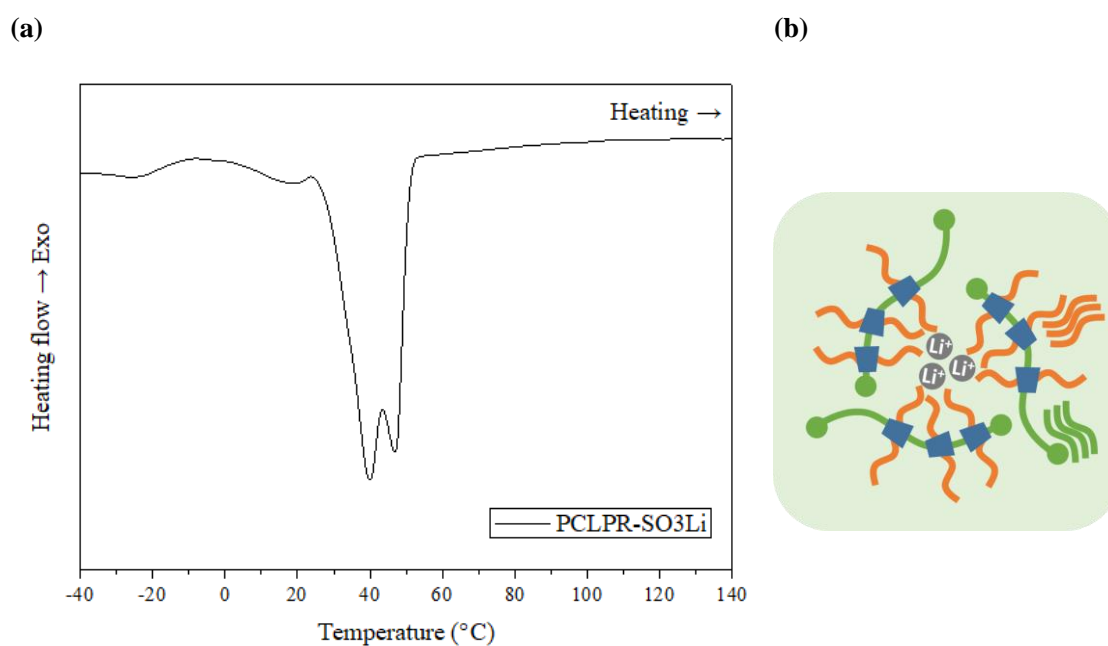 (a)
(b)
Heating →
Heating flow → Exo
PCLPR-SO3Li
-40 -20 0 20 40 60 80 100 120 140
Temperature (°C)
Li⁺
Li⁺
Li⁺